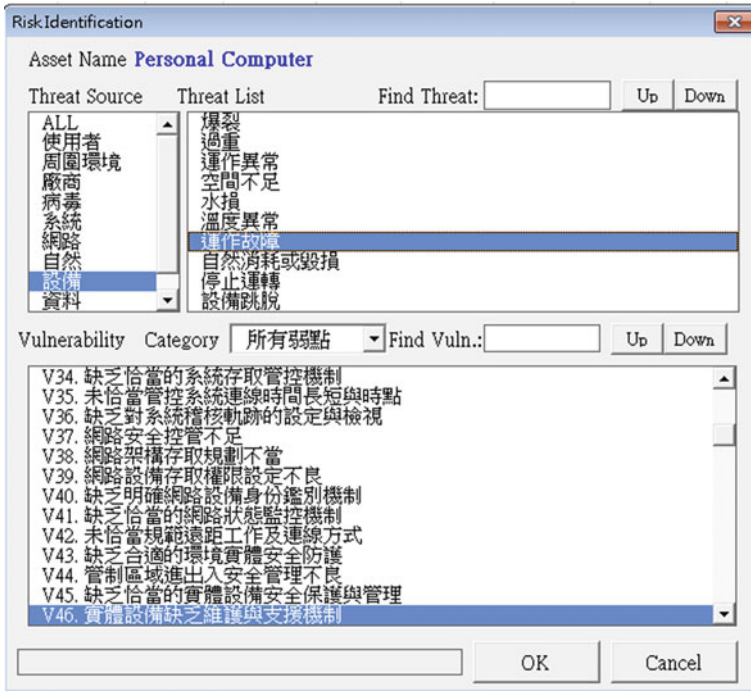 Risk Identification
Asset Name Personal Computer
Threat Source Threat List Find Threat: Up Down
ALL
使用者
周圍環境
廠商
病毒
系統
網路
自然
設備
資料
爆裂
過重
運作異常
空間不足
水損
溫度異常
運作故障
自然消耗或毀損
停止運轉
設備跳脫
Vulnerability Category 所有弱點 Find Vuln.: Up Down
V34. 缺乏恰當的系統存取管控機制
V35. 未恰當管控系統連線時間長短與時點
V36. 缺乏對系統稽核軌跡的設定與檢視
V37. 網路安全控管不足
V38. 網路架構存取規劃不當
V39. 網路設備存取權限設定不良
V40. 缺乏明確網路設備身份鑑別機制
V41. 缺乏恰當的網路狀態監控機制
V42. 未恰當規範遠距工作及連線方式
V43. 缺乏合適的環境實體安全防護
V44. 管制區域進出入安全管理不良
V45. 缺乏恰當的實體設備安全保護與管理
V46. 實體設備缺乏維護與支援機制
OK Cancel